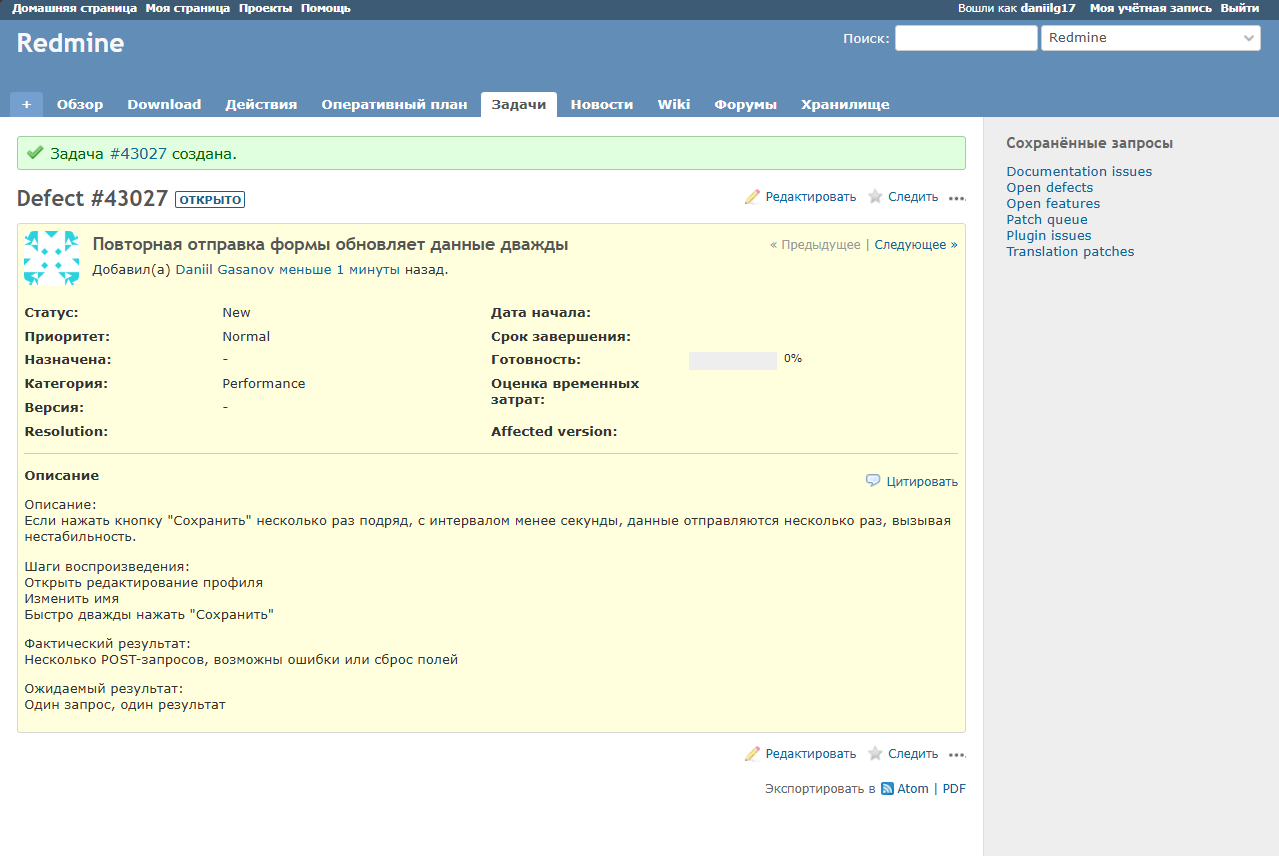 Домашняя страница Моя страница Проекты Помощь
Вошли как daniilg17 Моя учётная запись Выйти
Redmine
Поиск: Redmine
+ Обзор Download Действия Оперативный план Задачи Новости Wiki Форумы Хранилище
Задача #43027 создана.
Defect #43027 ОТКРЫТО
Редактировать Следить ...
Повторная отправка формы обновляет данные дважды
« Предыдущее | Следующее »
Добавил(а) Daniil Gasanov меньше 1 минуты назад.
Статус: New
Дата начала:
Приоритет: Normal
Срок завершения:
Назначена: -
Готовность: 0%
Категория: Performance
Оценка временных
затрат:
Версия: -
Resolution:
Affected version:
Описание
Цитировать
Описание:
Если нажать кнопку "Сохранить" несколько раз подряд, с интервалом менее секунды, данные отправляются несколько раз, вызывая
нестабильность.
Шаги воспроизведения:
Открыть редактирование профиля
Изменить имя
Быстро дважды нажать "Сохранить"
Фактический результат:
Несколько POST-запросов, возможны ошибки или сброс полей
Ожидаемый результат:
Один запрос, один результат
Редактировать Следить ...
Экспортировать в Atom | PDF
Сохранённые запросы
Documentation issues
Open defects
Open features
Patch queue
Plugin issues
Translation patches